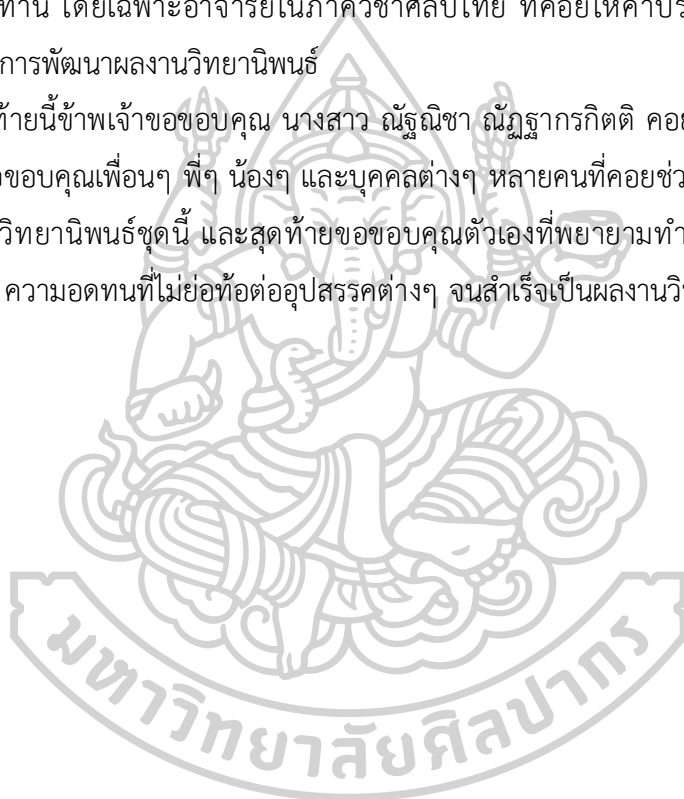 ท่าน โดยเฉพาะอาจารย์ในภาควิชาศิลปไทย ที่คอยให้คำปร
การพัฒนาผลงานวิทยานิพนธ์
ท้ายนี้ข้าพเจ้าขอขอบคุณ นางสาว ณัฐณิชา ณัฏฐากรกิตติ คอย
ขอบคุณเพื่อนๆ พี่ๆ น้องๆ และบุคคลต่างๆ หลายคนที่คอยช่ว
วิทยานิพนธ์ชุดนี้ และสุดท้ายขอขอบคุณตัวเองที่พยายามทำ
ความอดทนที่ไม่ย่อท้อต่ออุปสรรคต่างๆ จนสำเร็จเป็นผลงานวิ
มหาวิทยาลัยศิลปากร